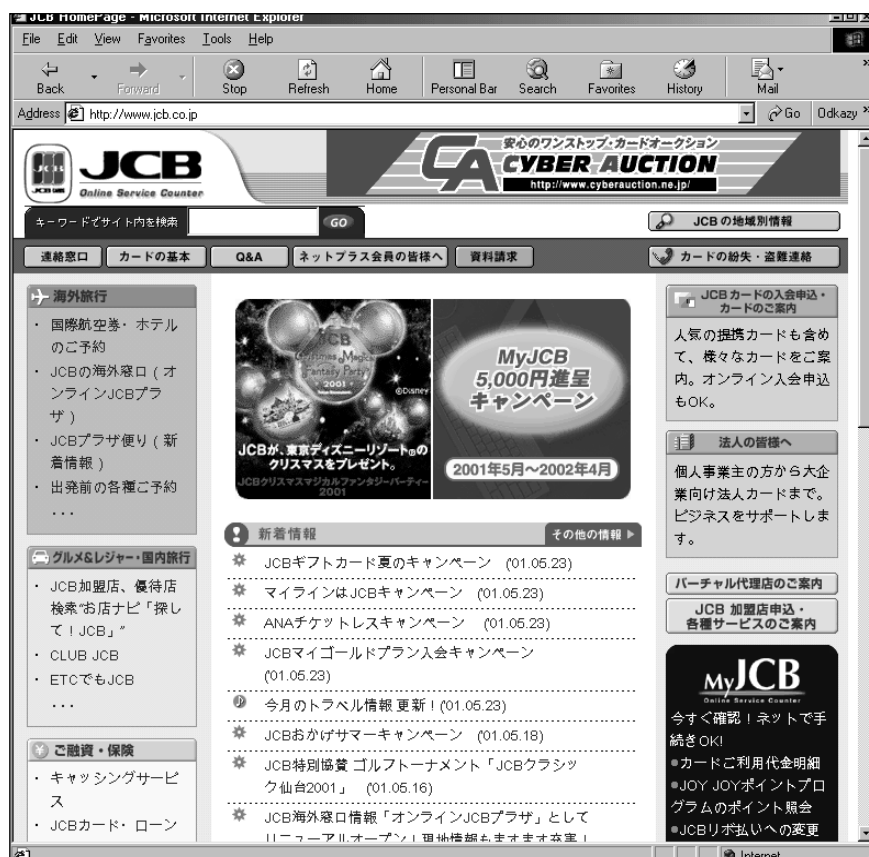 JCB HomePage - Microsoft Internet Explorer
File Edit View Favorites Tools Help
Back Forward Stop Refresh Home Personal Bar Search Favorites History Mail
Address http://www.jcb.co.jp Go Odkazy
JCB
Online Service Counter
安心のワンストップ・カードオークション
CA CYBER AUCTION
http://www.cyberauction.ne.jp/
キーワードでサイト内を検索 GO
JCBの地域別情報
連絡窓口 カードの基本 Q&A ネットプラス会員の皆様へ 資料請求 カードの紛失・盗難連絡
海外旅行
・ 国際航空券・ホテル
のご予約
・ JCBの海外窓口(オ
ンラインJCBプラ
ザ)
・ JCBプラザ便り(新
着情報)
・ 出発前の各種ご予約
...
グルメ&レジャー・国内旅行
・ JCB加盟店、優待店
検索“お店ナビ「探し
て!JCB」”
・ CLUB JCB
・ ETCでもJCB
...
ご融資・保険
・ キャッシングサービ
ス
・ JCBカード・ローン
JCB
Christmas Magical
Fantasy Party
2001
©Disney
JCBが、東京ディズニーリゾート®の
クリスマスをプレゼント。
JCBクリスマスマジカルファンタジーパーティー
2001
MyJCB
5,000円進呈
キャンペーン
2001年5月~2002年4月
新着情報 その他の情報
JCBギフトカード夏のキャンペーン ('01.05.23)
マイラインはJCBキャンペーン ('01.05.23)
ANAチケットレスキャンペーン ('01.05.23)
JCBマイゴールドプラン入会キャンペーン
('01.05.23)
今月のトラベル情報 更新!('01.05.23)
JCBおかげサマーキャンペーン ('01.05.18)
JCB特別協賛 ゴルフトーナメント「JCBクラシッ
ク仙台2001」 ('01.05.16)
JCB海外窓口情報「オンラインJCBプラザ」として
リニューアルオープン!現地情報もますます充実!
JCBカードの入会申込・
カードのご案内
人気の提携カードも含め
て、様々なカードをご案
内。オンライン入会申込
もOK。
法人の皆様へ
個人事業主の方から大企
業向け法人カードまで。
ビジネスをサポートしま
す。
バーチャル代理店のご案内
JCB 加盟店申込・
各種サービスのご案内
MyJCB
Online Service Counter
今すぐ確認!ネットで手
続きOK!
●カードご利用代金明細
●JOY JOYポイントプロ
グラムのポイント照会
●JCBリボ払いへの変更
Internet